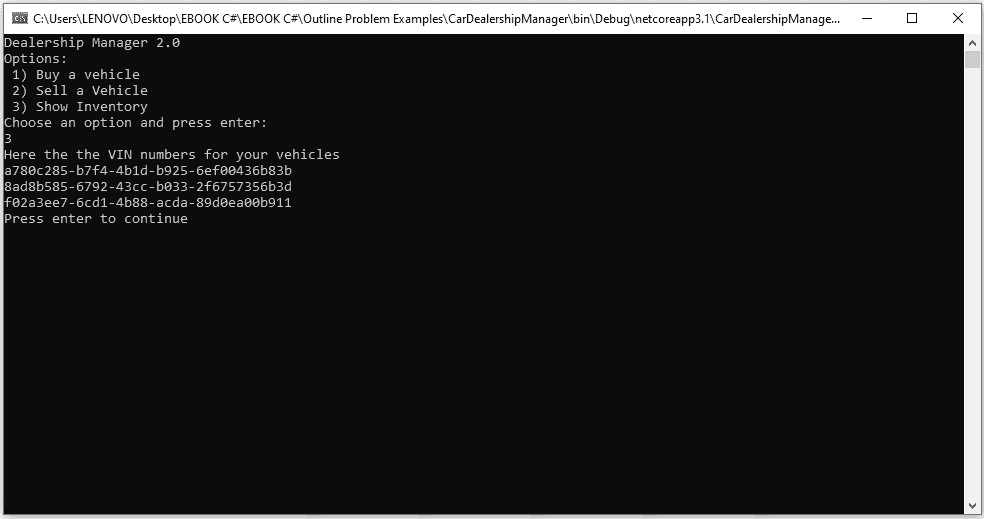 C:\Users\LENOVO\Desktop\EBOOK C#\EBOOK C#\Outline Problem Examples\CarDealershipManager\bin\Debug\netcoreapp3.1\CarDealershipManage...
Dealership Manager 2.0
Options:
1) Buy a vehicle
2) Sell a Vehicle
3) Show Inventory
Choose an option and press enter:
3
Here the the VIN numbers for your vehicles
a780c285-b7f4-4b1d-b925-6ef00436b83b
8ad8b585-6792-43cc-b033-2f6757356b3d
f02a3ee7-6cd1-4b88-acda-89d0ea00b911
Press enter to continue